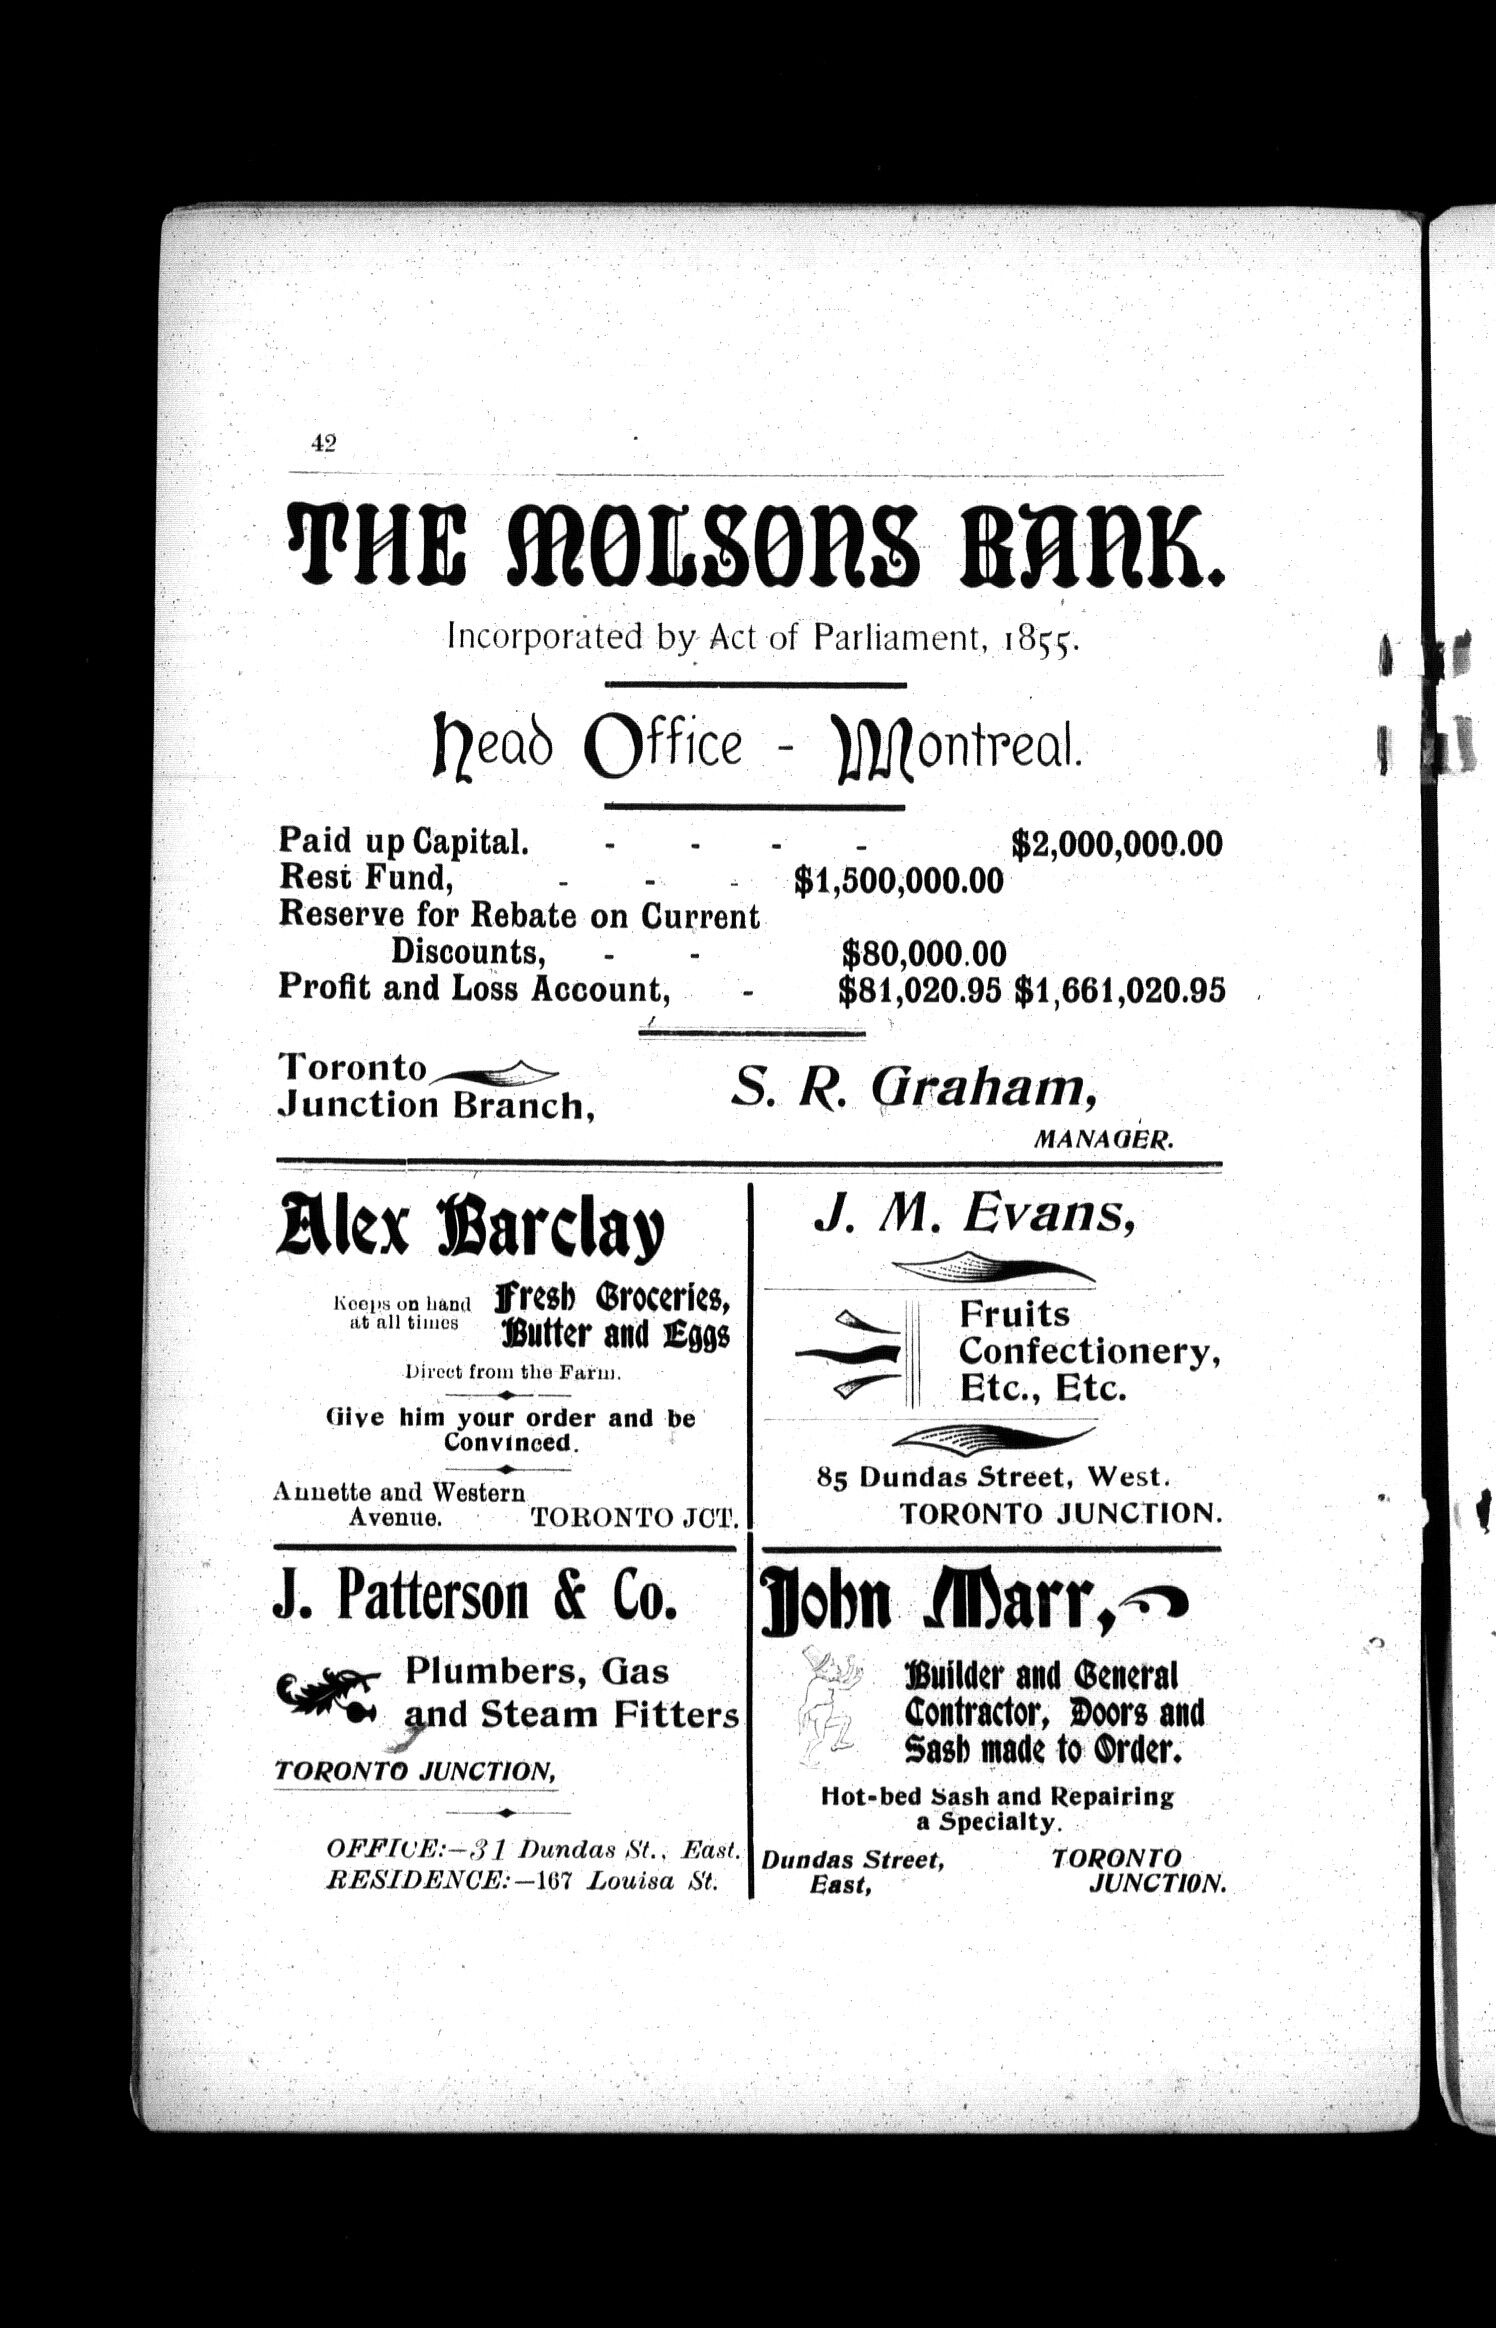 42
THE MOLSONS BANK.
Incorporated by Act of Parliament, 1855.
Head Office - Montreal.
Paid up Capital. - - - - $2,000,000.00
Rest Fund, - - - $1,500,000.00
Reserve for Rebate on Current
Discounts, - - $80,000.00
Profit and Loss Account, - $81,020.95 $1,661,020.95
Toronto
Junction Branch,
S. R. Graham,
MANAGER.
Alex Barclay
Keeps on hand
at all times
Fresh Groceries,
Butter and Eggs
Direct from the Farm.
Give him your order and be
Convinced.
Annette and Western
Avenue. TORONTO JCT.
J. M. Evans,
Fruits
Confectionery,
Etc., Etc.
85 Dundas Street, West.
TORONTO JUNCTION.
J. Patterson & Co.
Plumbers, Gas
and Steam Fitters
TORONTO JUNCTION,
OFFICE:—31 Dundas St., East.
RESIDENCE:—167 Louisa St.
John Marr,
Builder and General
Contractor, Doors and
Sash made to Order.
Hot-bed Sash and Repairing
a Specialty.
Dundas Street,
East,
TORONTO
JUNCTION.